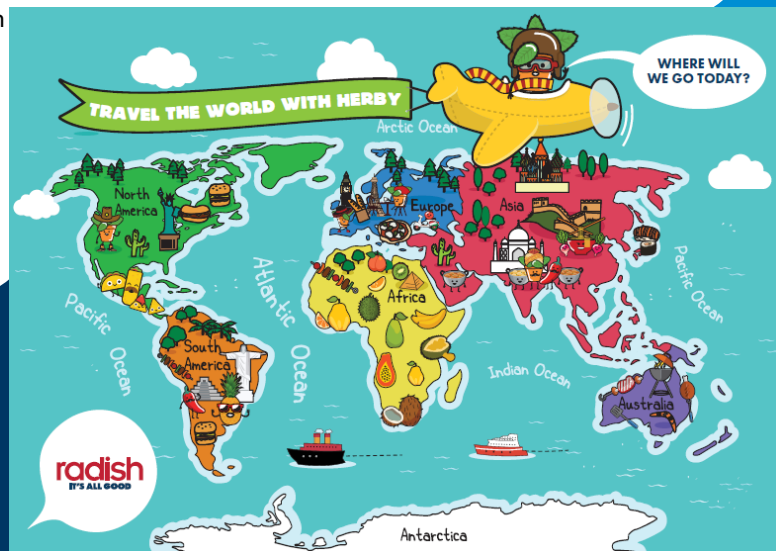 n
WHERE WILL
WE GO TODAY?
TRAVEL THE WORLD WITH HERBY
Arctic Ocean
North
America
Europe
Asia
Atlantic
Ocean
Pacific
Ocean
Pacific Ocean
Africa
South
America
Indian Ocean
Australia
radish
IT'S ALL GOOD
Antarctica